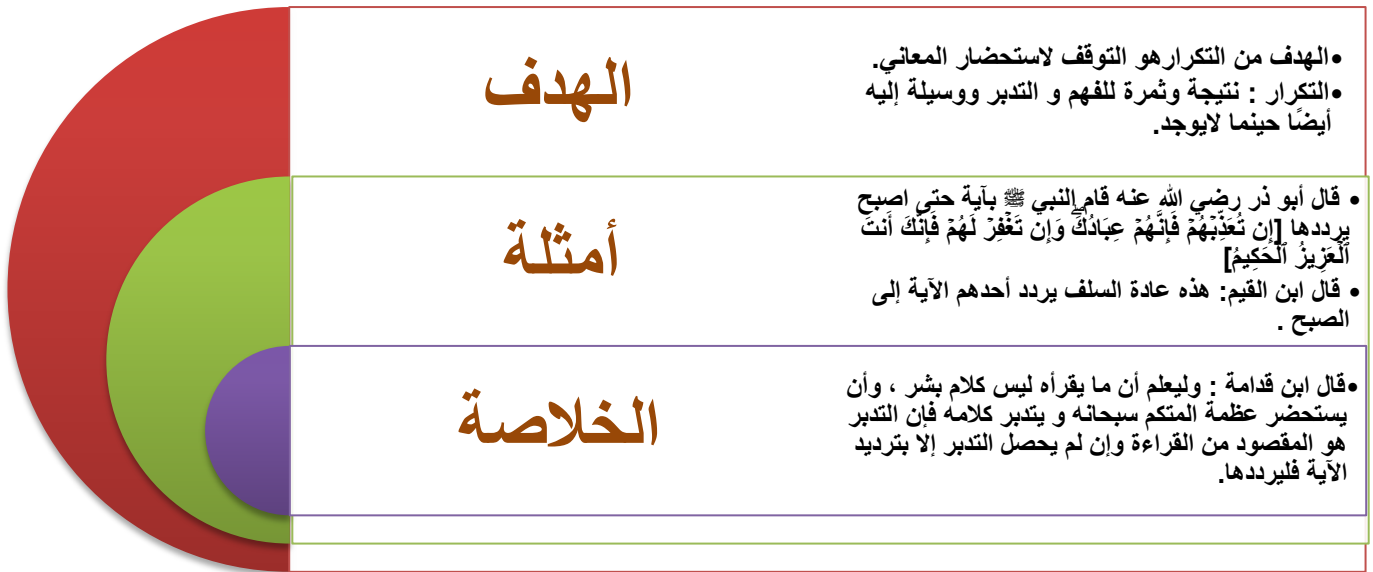 الهدف
•الهدف من التكرارهو التوقف لاستحضار المعاني.
•التكرار : نتيجة وثمرة للفهم و التدبر ووسيلة إليه
أيضًا حينما لايوجد.
أمثلة
• قال أبو ذر رضي الله عنه قام النبي ﷺ بآية حتى اصبح
يرددها [إِن تُعَذِّبۡهُمۡ فَإِنَّهُمۡ عِبَادُكَۖ وَإِن تَغۡفِرۡ لَهُمۡ فَإِنَّكَ أَنتَ
ٱلۡعَزِيزُ ٱلۡحَكِيمُ]
• قال ابن القيم: هذه عادة السلف يردد أحدهم الآية إلى
الصبح .
الخلاصة
•قال ابن قدامة : وليعلم أن ما يقرأه ليس كلام بشر ، وأن
يستحضر عظمة المتكم سبحانه و يتدبر كلامه فإن التدبر
هو المقصود من القراءة وإن لم يحصل التدبر إلا بترديد
الآية فليرددها.